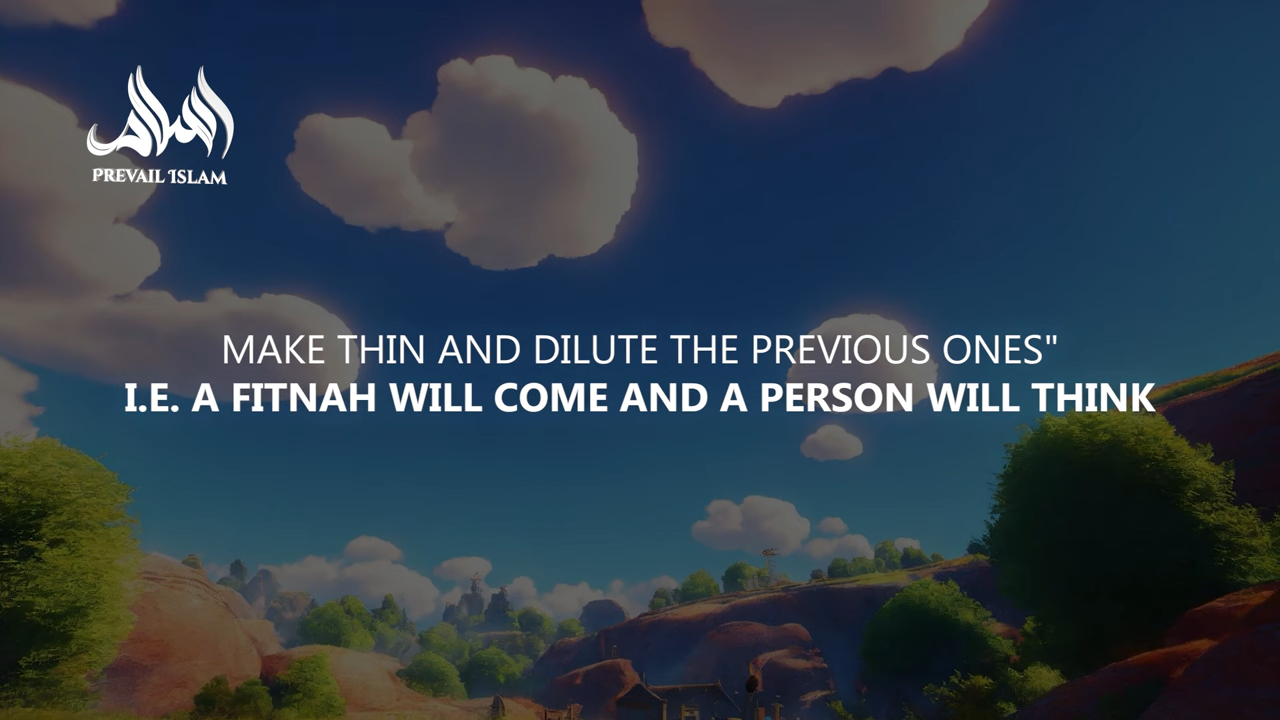 PREVAIL ISLAM
MAKE THIN AND DILUTE THE PREVIOUS ONES"
I.E. A FITNAH WILL COME AND A PERSON WILL THINK